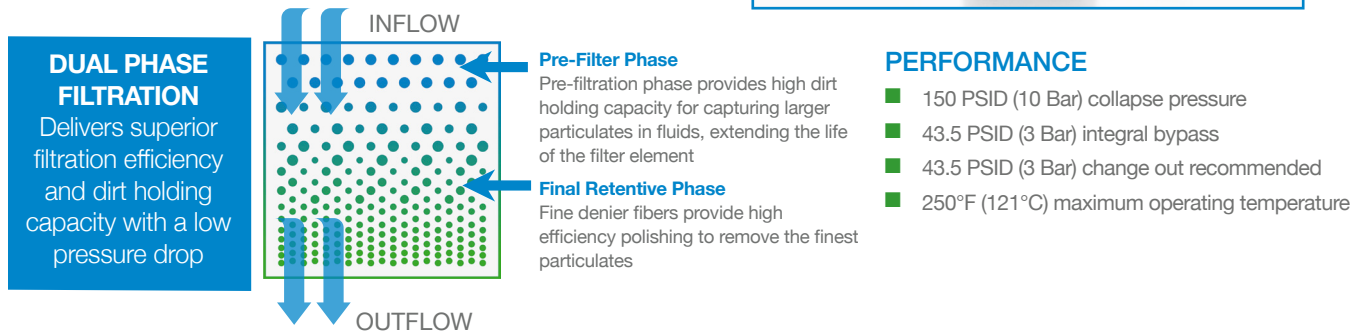 INFLOW
DUAL PHASE
FILTRATION
Delivers superior
filtration efficiency
and dirt holding
capacity with a low
pressure drop
Pre-Filter Phase
Pre-filtration phase provides high dirt
holding capacity for capturing larger
particulates in fluids, extending the life
of the filter element
Final Retentive Phase
Fine denier fibers provide high
efficiency polishing to remove the finest
particulates
OUTFLOW
PERFORMANCE
150 PSID (10 Bar) collapse pressure
43.5 PSID (3 Bar) integral bypass
43.5 PSID (3 Bar) change out recommended
250°F (121°C) maximum operating temperature